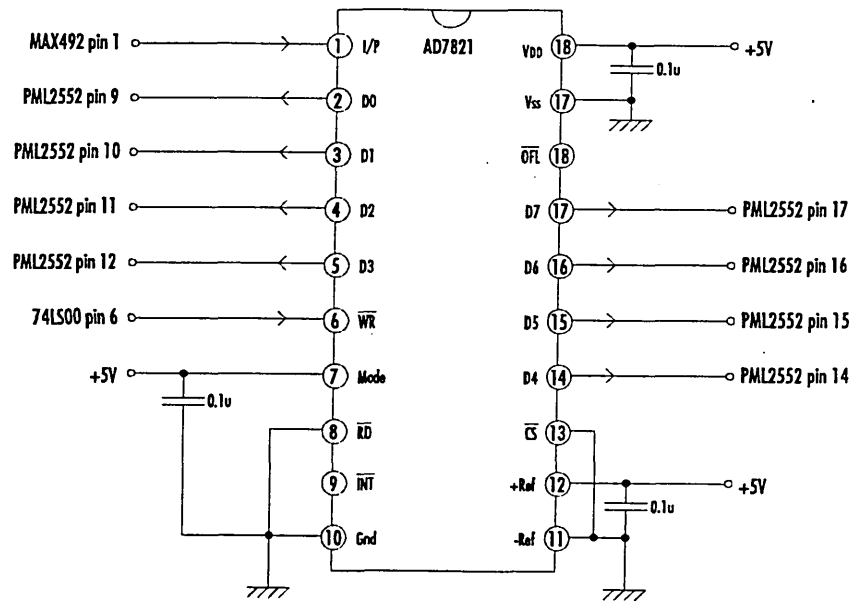 AD7821
MAX492 pin 1 1 I/P
PML2552 pin 9 2 D0
PML2552 pin 10 3 D1
PML2552 pin 11 4 D2
PML2552 pin 12 5 D3
74LS00 pin 6 6 WR
+5V 7 Mode
0.1u
8 RD
9 INT
10 Gnd
VDD 18 +5V
0.1u
Vss 17
OFL 18
D7 17 PML2552 pin 17
D6 16 PML2552 pin 16
D5 15 PML2552 pin 15
D4 14 PML2552 pin 14
CS 13
+Ref 12 +5V
0.1u
-Ref 11